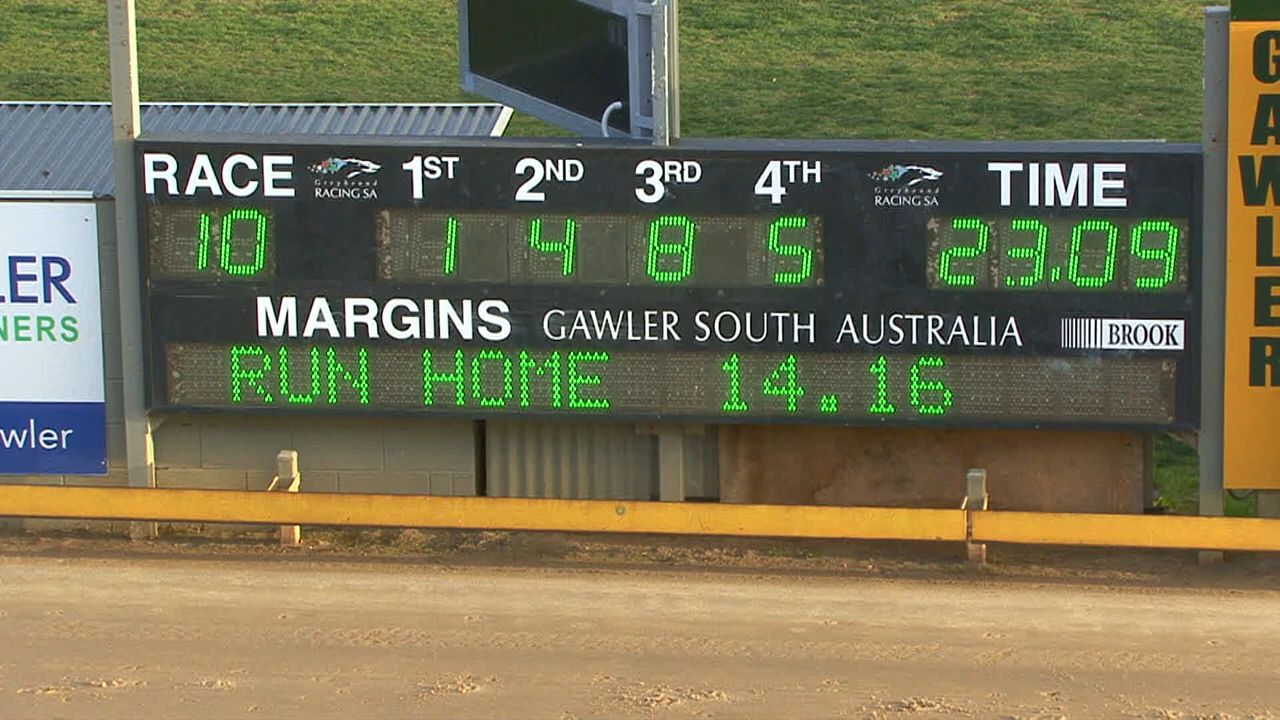 RACE Greyhound RACING SA 1ST 2ND 3RD 4TH Greyhound RACING SA TIME
10 1 4 8 5 23.09
MARGINS GAWLER SOUTH AUSTRALIA BROOK
RUN HOME 14.16
LER
NERS
wler
GAWLER